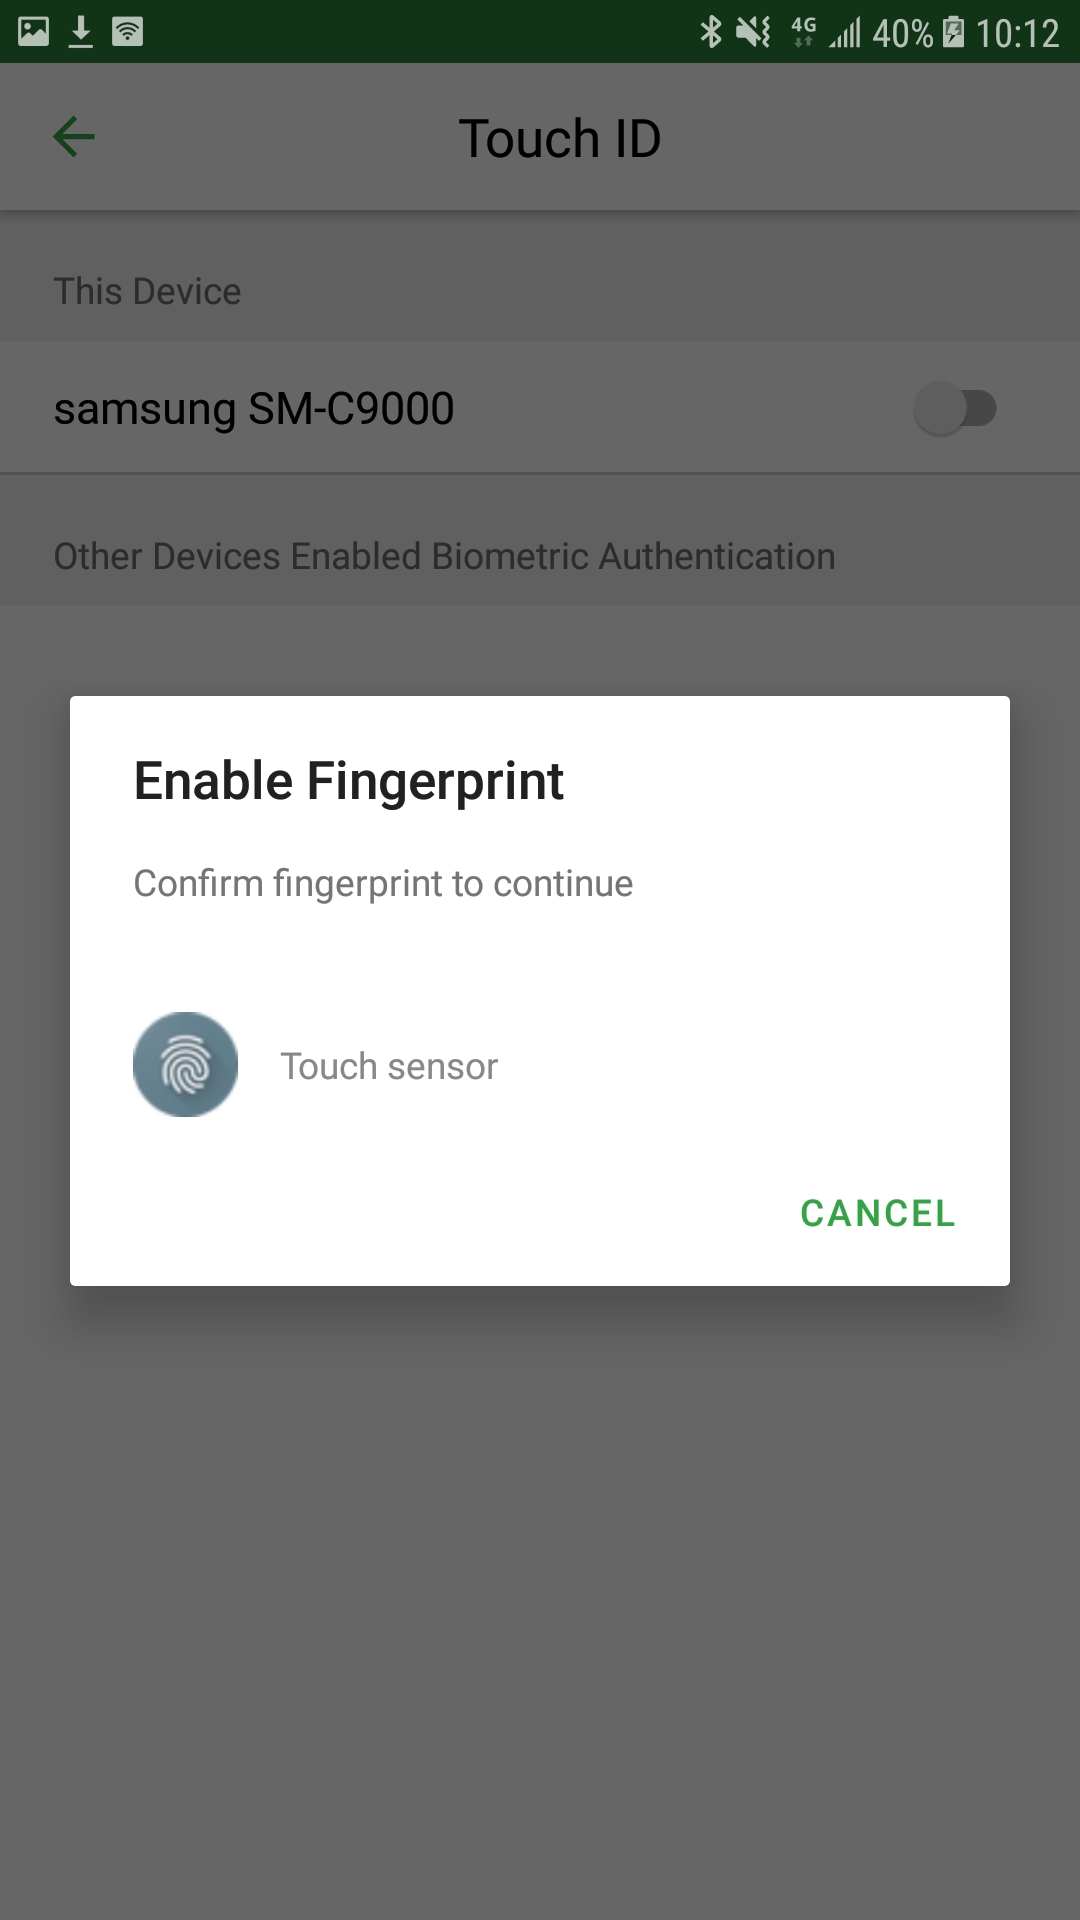 4G 40% 10:12
Touch ID
This Device
samsung SM-C9000
Other Devices Enabled Biometric Authentication
Enable Fingerprint
Confirm fingerprint to continue
Touch sensor
CANCEL